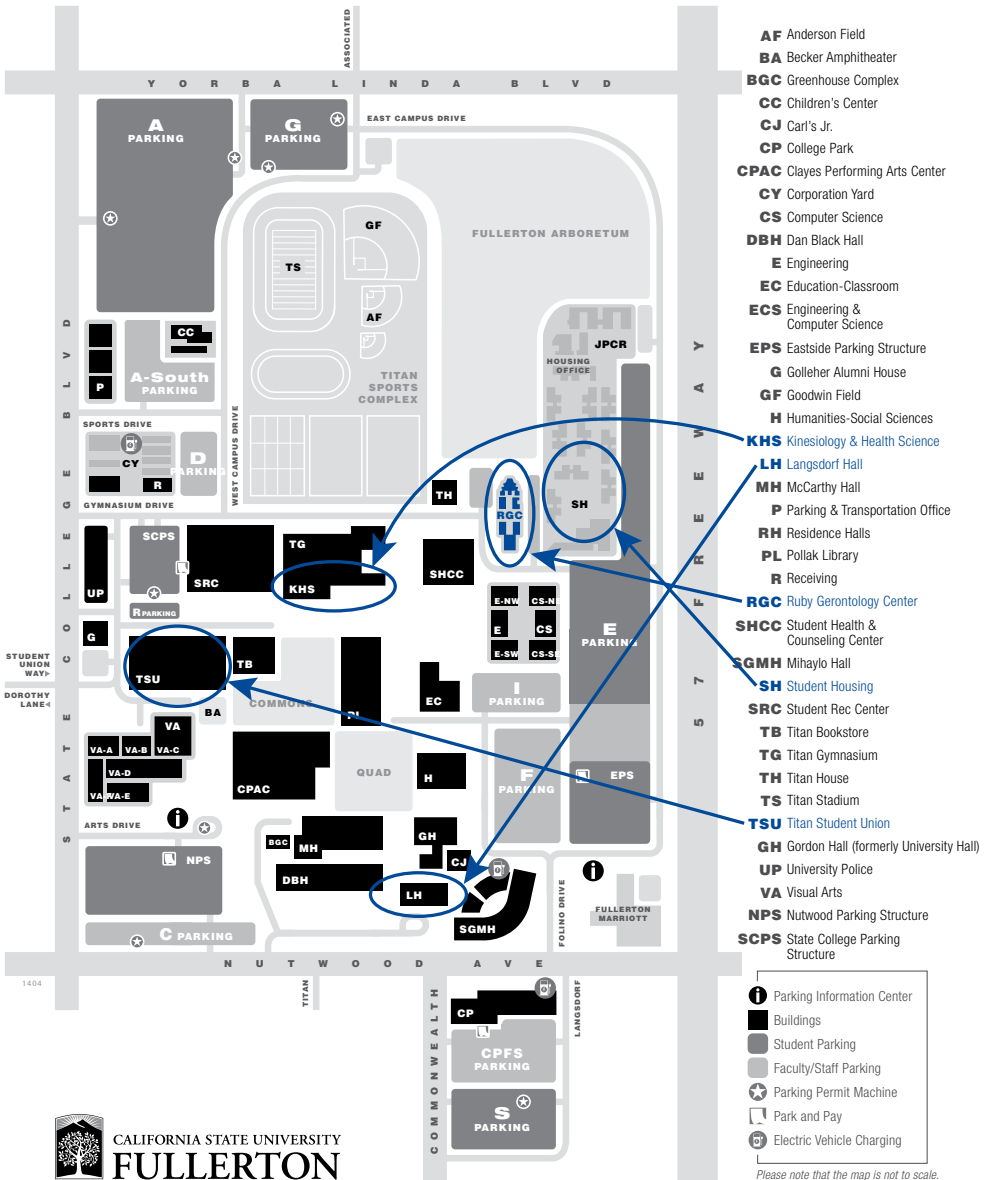 ASSOCIATED
YORBA LINDA BLVD
A
PARKING
G
PARKING
EAST CAMPUS DRIVE
GF
FULLERTON ARBORETUM
TS
AF
CC
JPCR
HOUSING
OFFICE
P
A-South
PARKING
TITAN
SPORTS
COMPLEX
SPORTS DRIVE
CY
D
PARKING
R
WEST CAMPUS DRIVE
GYMNASIUM DRIVE
TH
RGC
SH
SCPS
TG
SRC
KHS
SHCC
UP
R PARKING
E-NW
CS-N
E
CS
E-SW
CS-S
E
PARKING
G
STUDENT
UNION
WAY
DOROTHY
LANE
TSU
TB
COMMONS
BA
EC
I
PARKING
VA
VA-A
VA-B
VA-C
VA-D
VA-E
CPAC
QUAD
H
F
PARKING
EPS
ARTS DRIVE
NPS
BGC
MH
GH
CJ
DBH
LH
SGMH
FOLINO DRIVE
FULLERTON
MARRIOTT
C PARKING
STATE COLLEGE BLVD
57 FREEWAY
NUTWOOD AVE
1404
TITAN
COMMONWEALTH
LANGSDORF
CP
CPFS
PARKING
S
PARKING
CALIFORNIA STATE UNIVERSITY
FULLERTON
AF Anderson Field
BA Becker Amphitheater
BGC Greenhouse Complex
CC Children's Center
CJ Carl's Jr.
CP College Park
CPAC Clayes Performing Arts Center
CY Corporation Yard
CS Computer Science
DBH Dan Black Hall
E Engineering
EC Education-Classroom
ECS Engineering &
Computer Science
EPS Eastside Parking Structure
G Golleher Alumni House
GF Goodwin Field
H Humanities-Social Sciences
KHS Kinesiology & Health Science
LH Langsdorf Hall
MH McCarthy Hall
P Parking & Transportation Office
RH Residence Halls
PL Pollak Library
R Receiving
RGC Ruby Gerontology Center
SHCC Student Health &
Counseling Center
SGMH Mihaylo Hall
SH Student Housing
SRC Student Rec Center
TB Titan Bookstore
TG Titan Gymnasium
TH Titan House
TS Titan Stadium
TSU Titan Student Union
GH Gordon Hall (formerly University Hall)
UP University Police
VA Visual Arts
NPS Nutwood Parking Structure
SCPS State College Parking
Structure
Parking Information Center
Buildings
Student Parking
Faculty/Staff Parking
Parking Permit Machine
Park and Pay
Electric Vehicle Charging
Please note that the map is not to scale.